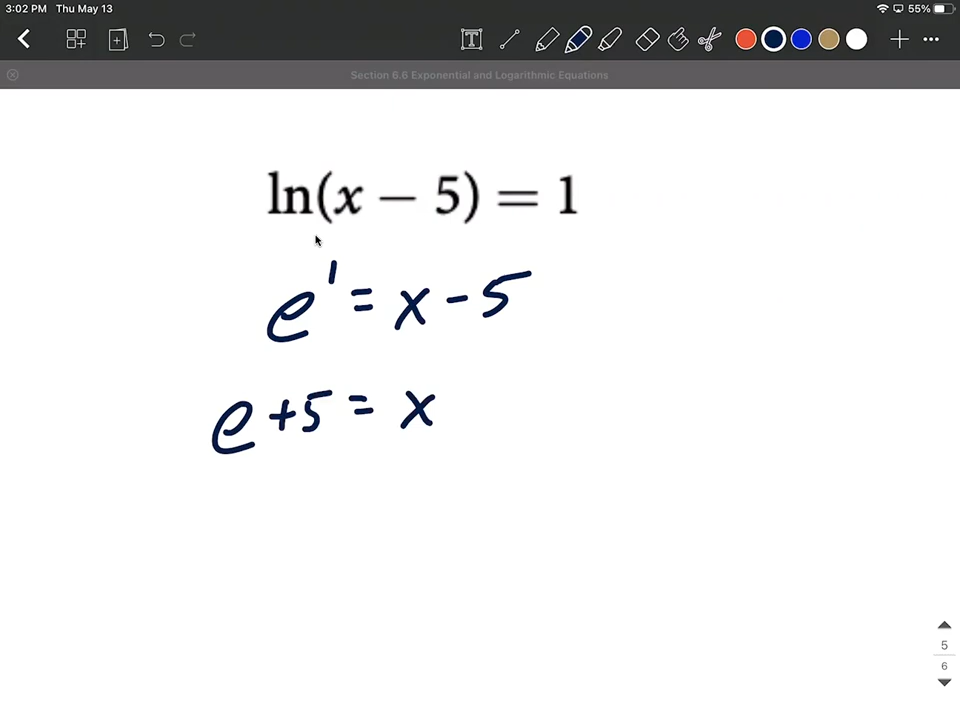 3:02 PM Thu May 13 55%
Section 6.6 Exponential and Logarithmic Equations
ln(x − 5) = 1
e¹ = x - 5
e + 5 = x
5
6